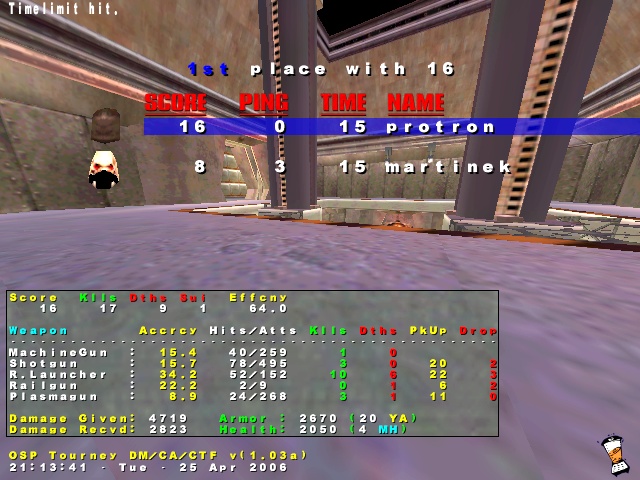 Timelimit hit.
1st place with 16
SCORE PING TIME NAME
16 0 15 protron
8 3 15 martinek
Score Klls Dths Sui Effcny
16 17 9 1 64.0
Weapon Accrcy Hits/Atts Klls Dths PkUp Drop
MachineGun : 15.4 40/259 1 0
Shotgun : 15.7 78/495 3 0 20 2
R.Launcher : 34.2 52/152 10 6 22 3
Railgun : 22.2 2/9 0 1 6 2
Plasmagun : 8.9 24/268 3 1 11 0
Damage Given: 4719 Armor : 2670 (20 YA)
Damage Recvd: 2823 Health: 2050 (4 MH)
OSP Tourney DM/CA/CTF v(1.03a)
21:13:41 - Tue - 25 Apr 2006